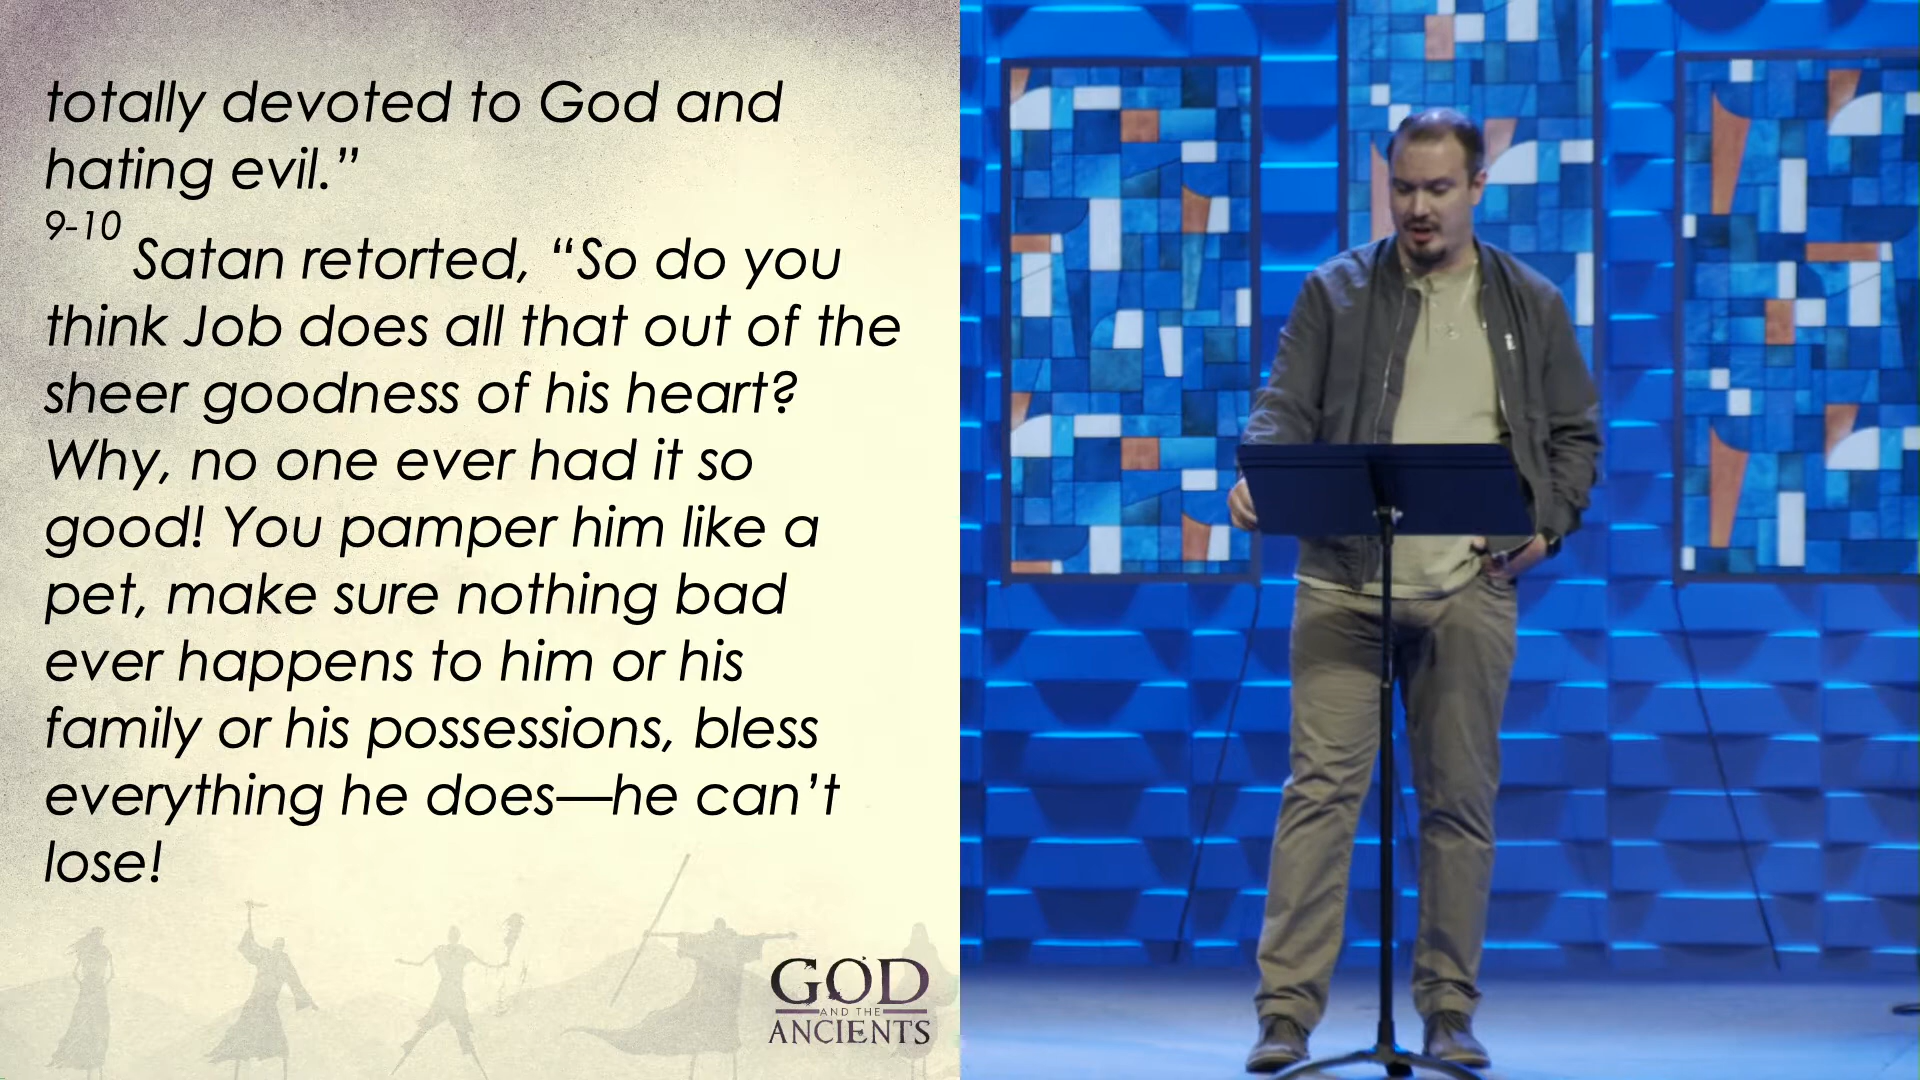 totally devoted to God and
hating evil.”
9-10 Satan retorted, “So do you
think Job does all that out of the
sheer goodness of his heart?
Why, no one ever had it so
good! You pamper him like a
pet, make sure nothing bad
ever happens to him or his
family or his possessions, bless
everything he does—he can’t
lose!
GOD
AND THE
ANCIENTS